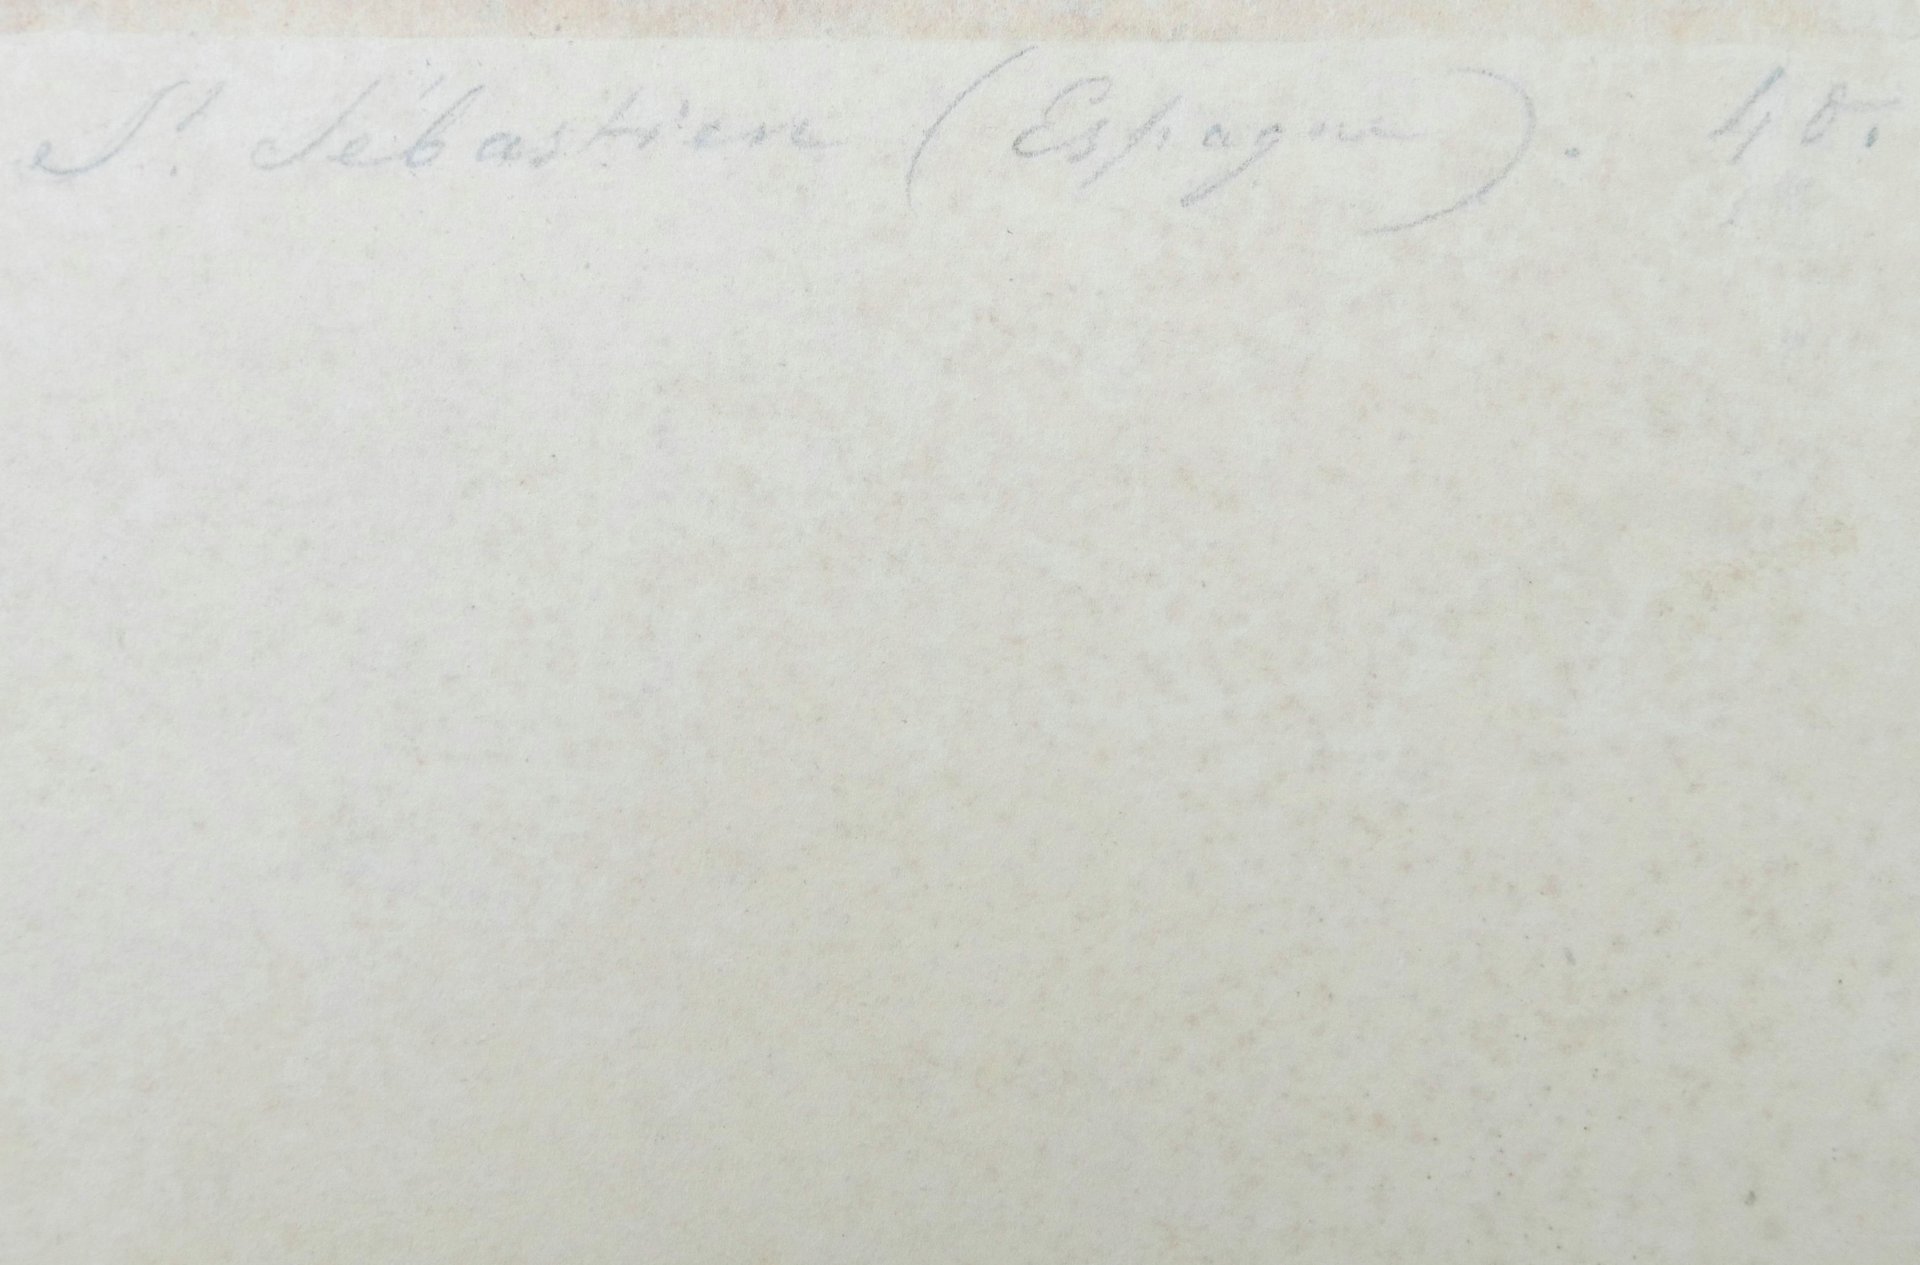 St Sébastien (Espagne). 40.